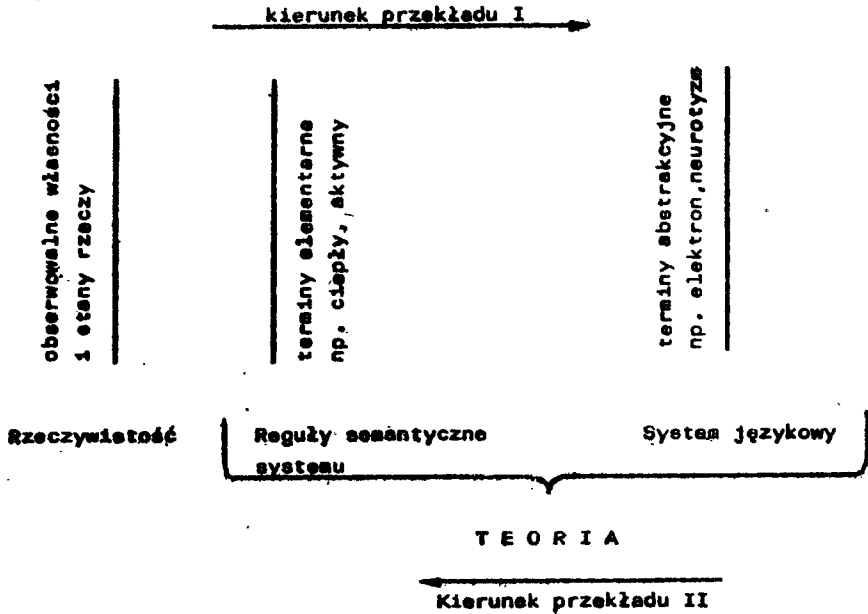 kierunek przekładu I
obserwowalne własności
i stany rzeczy
terminy elementarne
np. ciepły, aktywny
terminy abstrakcyjne
np. elektron,neurotyzm
Rzeczywistość
Reguły semantyczne
systemu
System językowy
T E O R I A
Kierunek przekładu II